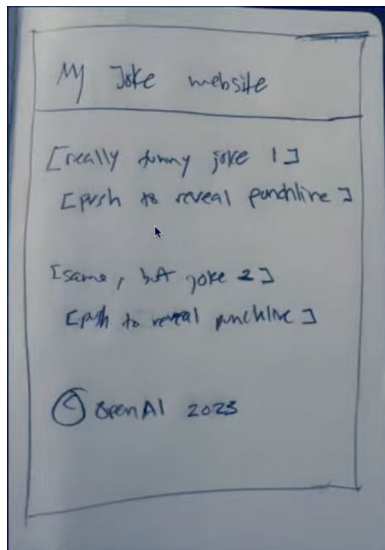 My Joke website
[really funny joke 1]
[push to reveal punchline]
[same, but joke 2]
[push to reveal punchline]
© OpenAI 2023